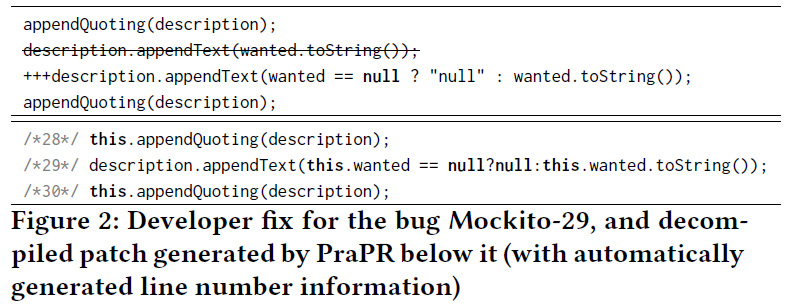 appendQuoting(description);
description.appendText(wanted.toString());
+++description.appendText(wanted == null ? "null" : wanted.toString());
appendQuoting(description);
/*28*/ this.appendQuoting(description);
/*29*/ description.appendText(this.wanted == null?null:this.wanted.toString());
/*30*/ this.appendQuoting(description);
Figure 2: Developer fix for the bug Mockito-29, and decom-
piled patch generated by PraPR below it (with automatically
generated line number information)